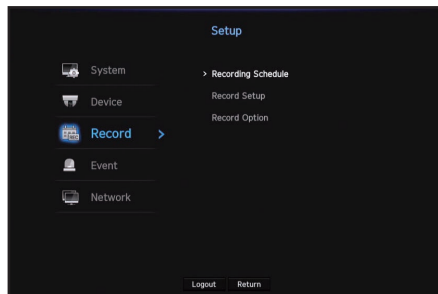 Setup
System
Device
Record >
Event
Network
> Recording Schedule
Record Setup
Record Option
Logout Return